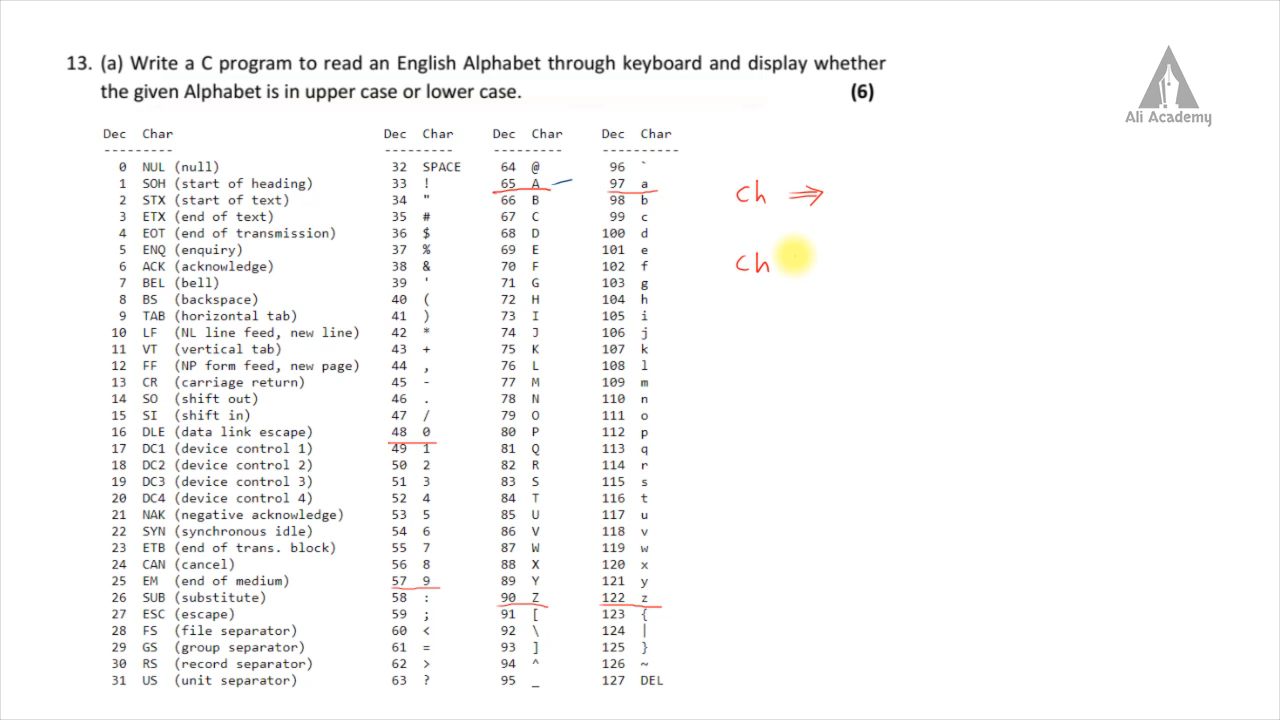 13. (a) Write a C program to read an English Alphabet through keyboard and display whether
the given Alphabet is in upper case or lower case. (6)
Ali Academy
Dec Char Dec Char Dec Char Dec Char
--------- --------- --------- ----------
0 NUL (null) 32 SPACE 64 @ 96 `
1 SOH (start of heading) 33 ! 65 A 97 a
2 STX (start of text) 34 " 66 B 98 b
3 ETX (end of text) 35 # 67 C 99 c
4 EOT (end of transmission) 36 $ 68 D 100 d
5 ENQ (enquiry) 37 % 69 E 101 e
6 ACK (acknowledge) 38 & 70 F 102 f
7 BEL (bell) 39 ' 71 G 103 g
8 BS (backspace) 40 ( 72 H 104 h
9 TAB (horizontal tab) 41 ) 73 I 105 i
10 LF (NL line feed, new line) 42 * 74 J 106 j
11 VT (vertical tab) 43 + 75 K 107 k
12 FF (NP form feed, new page) 44 , 76 L 108 l
13 CR (carriage return) 45 - 77 M 109 m
14 SO (shift out) 46 . 78 N 110 n
15 SI (shift in) 47 / 79 O 111 o
16 DLE (data link escape) 48 0 80 P 112 p
17 DC1 (device control 1) 49 1 81 Q 113 q
18 DC2 (device control 2) 50 2 82 R 114 r
19 DC3 (device control 3) 51 3 83 S 115 s
20 DC4 (device control 4) 52 4 84 T 116 t
21 NAK (negative acknowledge) 53 5 85 U 117 u
22 SYN (synchronous idle) 54 6 86 V 118 v
23 ETB (end of trans. block) 55 7 87 W 119 w
24 CAN (cancel) 56 8 88 X 120 x
25 EM (end of medium) 57 9 89 Y 121 y
26 SUB (substitute) 58 : 90 Z 122 z
27 ESC (escape) 59 ; 91 [ 123 {
28 FS (file separator) 60 < 92 \ 124 |
29 GS (group separator) 61 = 93 ] 125 }
30 RS (record separator) 62 > 94 ^ 126 ~
31 US (unit separator) 63 ? 95 _ 127 DEL
ch ⇒
ch